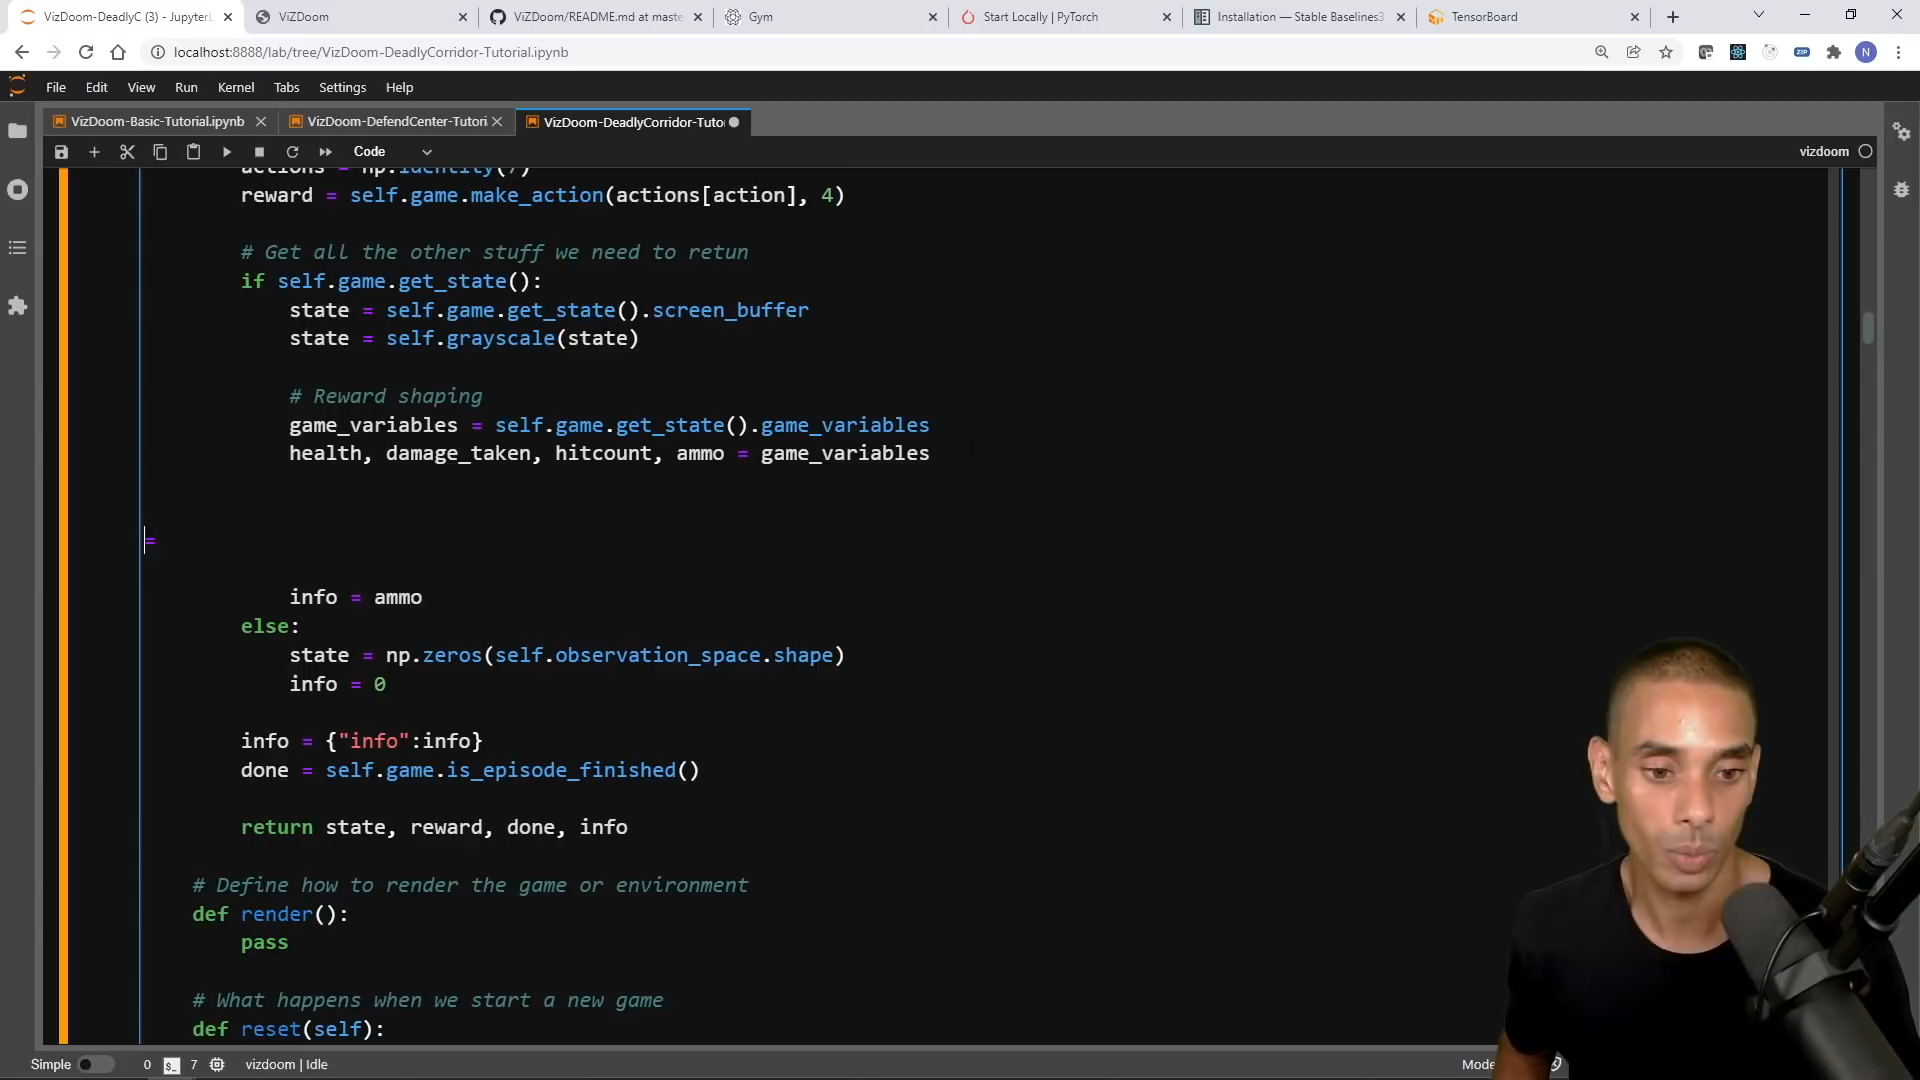 VizDoom-DeadlyC (3) - JupyterL
ViZDoom
ViZDoom/README.md at maste
Gym
Start Locally | PyTorch
Installation — Stable Baselines3
TensorBoard
localhost:8888/lab/tree/VizDoom-DeadlyCorridor-Tutorial.ipynb
ZIP
N
File Edit View Run Kernel Tabs Settings Help
VizDoom-Basic-Tutorial.ipynb
VizDoom-DefendCenter-Tutori
VizDoom-DeadlyCorridor-Tuto
Code
vizdoom
actions = np.identity(7)
reward = self.game.make_action(actions[action], 4)
# Get all the other stuff we need to retun
if self.game.get_state():
state = self.game.get_state().screen_buffer
state = self.grayscale(state)
# Reward shaping
game_variables = self.game.get_state().game_variables
health, damage_taken, hitcount, ammo = game_variables
=
info = ammo
else:
state = np.zeros(self.observation_space.shape)
info = 0
info = {"info":info}
done = self.game.is_episode_finished()
return state, reward, done, info
# Define how to render the game or environment
def render():
pass
# What happens when we start a new game
def reset(self):
Simple 0 $_ 7 vizdoom | Idle
Mode